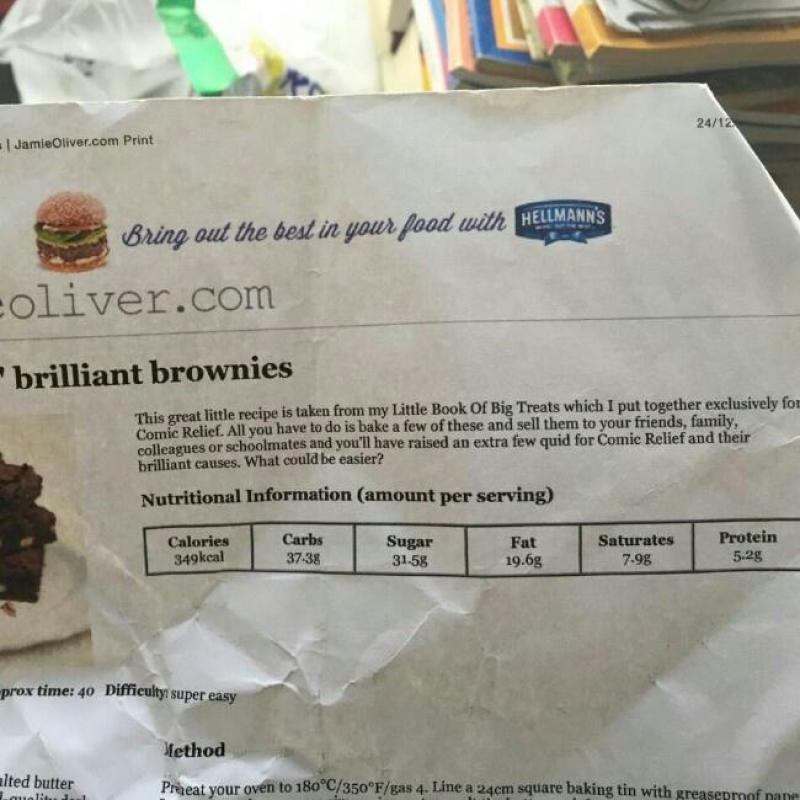 | JamieOliver.com Print
24/12
Bring out the best in your food with HELLMANN'S
oliver.com
' brilliant brownies
This great little recipe is taken from my Little Book Of Big Treats which I put together exclusively for
Comic Relief. All you have to do is bake a few of these and sell them to your friends, family,
colleagues or schoolmates and you'll have raised an extra few quid for Comic Relief and their
brilliant causes. What could be easier?
Nutritional Information (amount per serving)
Calories Carbs Sugar Fat Saturates Protein
349kcal 37.3g 31.5g 19.6g 7.9g 5.2g
prox time: 40 Difficulty: super easy
Method
alted butter
Preheat your oven to 180°C/350°F/gas 4. Line a 24cm square baking tin with greaseproof pape